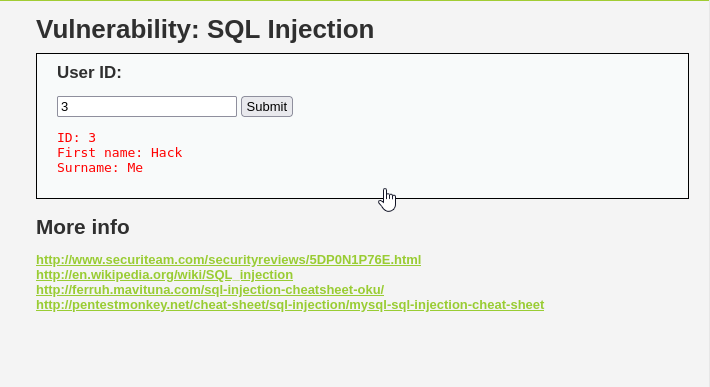 Vulnerability: SQL Injection
User ID:
3 Submit
ID: 3
First name: Hack
Surname: Me
More info
http://www.securiteam.com/securityreviews/5DP0N1P76E.html
http://en.wikipedia.org/wiki/SQL_injection
http://ferruh.mavituna.com/sql-injection-cheatsheet-oku/
http://pentestmonkey.net/cheat-sheet/sql-injection/mysql-sql-injection-cheat-sheet